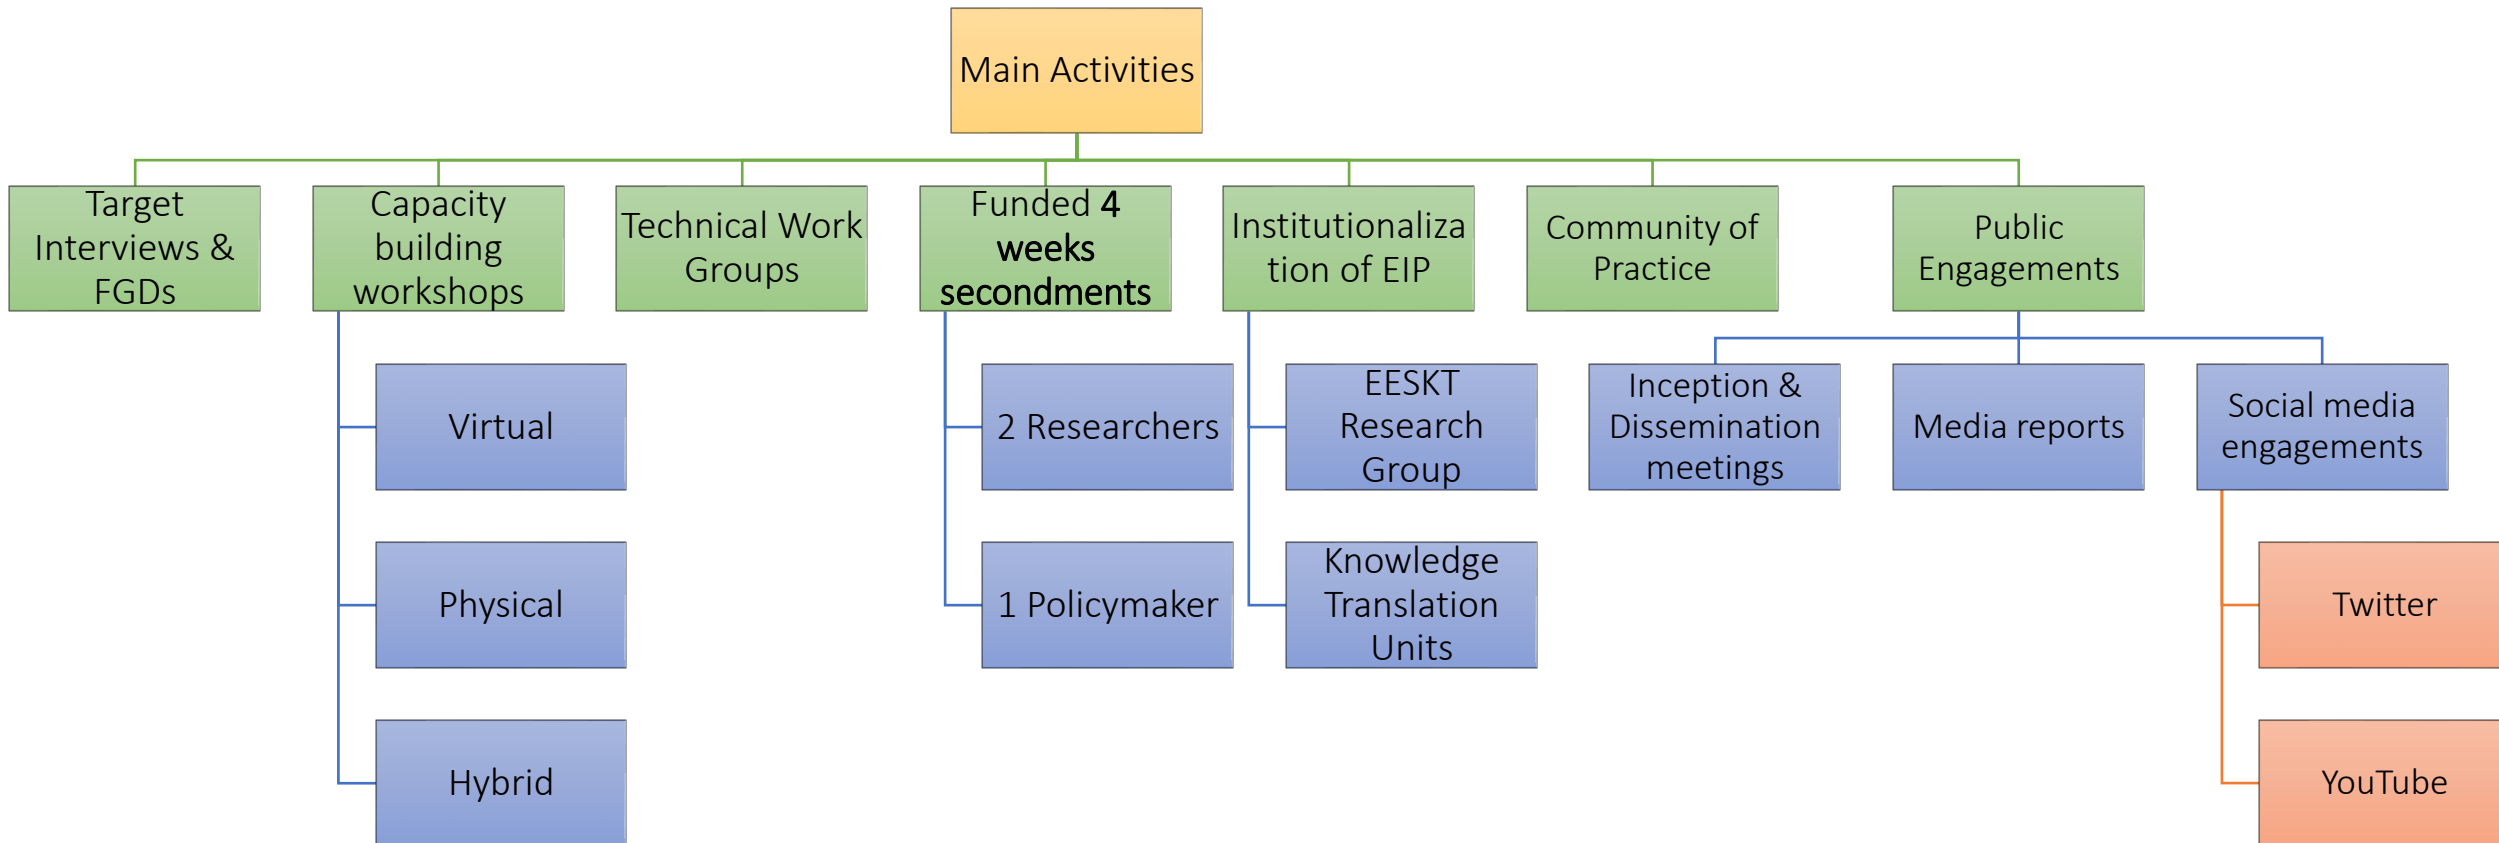 Main Activities
Target
Interviews &
FGDs
Capacity
building
workshops
Technical Work
Groups
Funded 4
weeks
secondments
Institutionaliza
tion of EIP
Community of
Practice
Public
Engagements
Virtual
Physical
Hybrid
2 Researchers
1 Policymaker
EESKT
Research
Group
Knowledge
Translation
Units
Inception &
Dissemination
meetings
Media reports
Social media
engagements
Twitter
YouTube